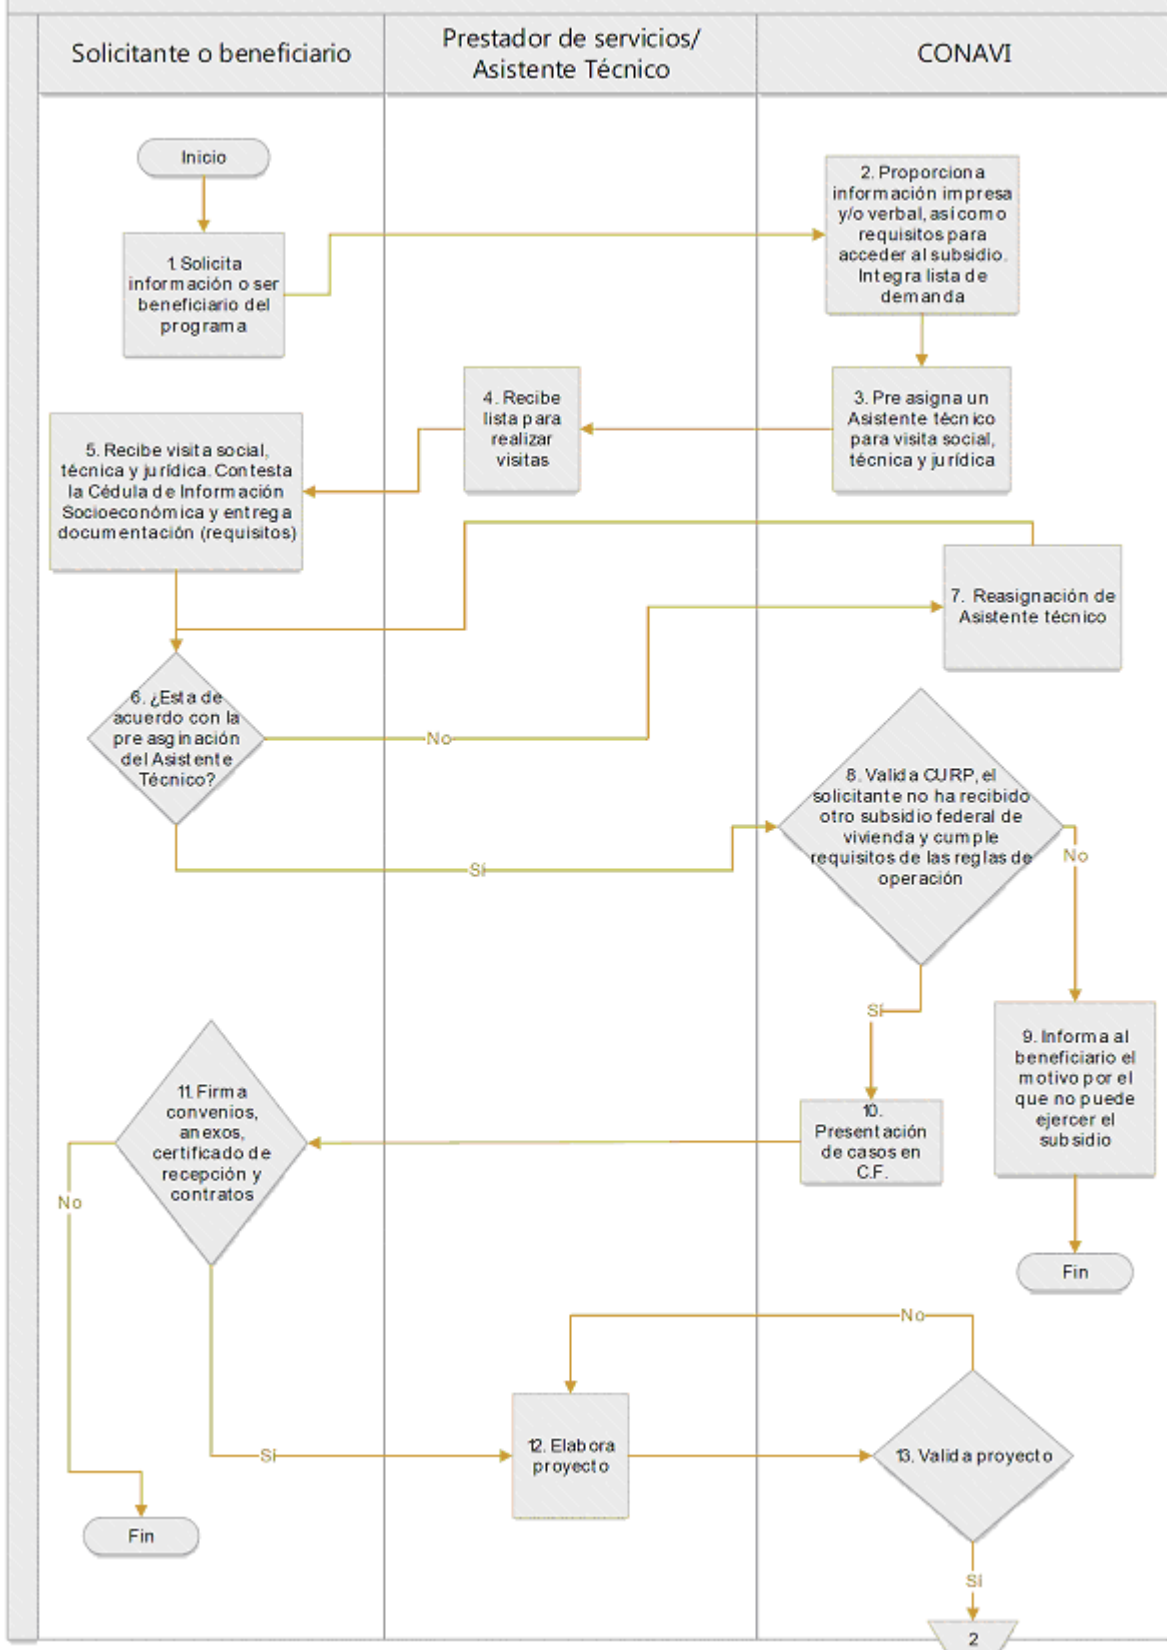 Solicitante o beneficiario
Prestador de servicios/
Asistente Técnico
CONAVI
Inicio
1. Solicita
información o ser
beneficiario del
programa
2. Proporciona
información impresa
y/o verbal, así como
requisitos para
acceder al subsidio.
Integra lista de
demanda
3. Pre asigna un
Asistente técnico
para visita social,
técnica y jurídica
4. Recibe
lista para
realizar
visitas
5. Recibe visita social,
técnica y jurídica. Contesta
la Cédula de Información
Socioeconómica y entrega
documentación (requisitos)
6. ¿Esta de
acuerdo con la
pre asginación
del Asistente
Técnico?
No
Sí
7. Reasignación de
Asistente técnico
8. Valida CURP, el
solicitante no ha recibido
otro subsidio federal de
vivienda y cumple
requisitos de las reglas de
operación
No
Sí
9. Informa al
beneficiario el
motivo por el
que no puede
ejercer el
subsidio
Fin
10.
Presentación
de casos en
C.F.
11. Firma
convenios,
anexos,
certificado de
recepción y
contratos
No
Sí
Fin
12. Elabora
proyecto
13. Valida proyecto
No
Sí
2